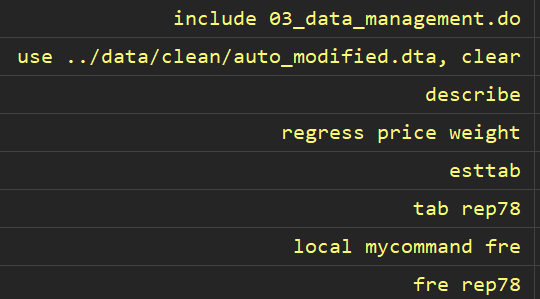 include 03_data_management.do
use ../data/clean/auto_modified.dta, clear
describe
regress price weight
esttab
tab rep78
local mycommand fre
fre rep78